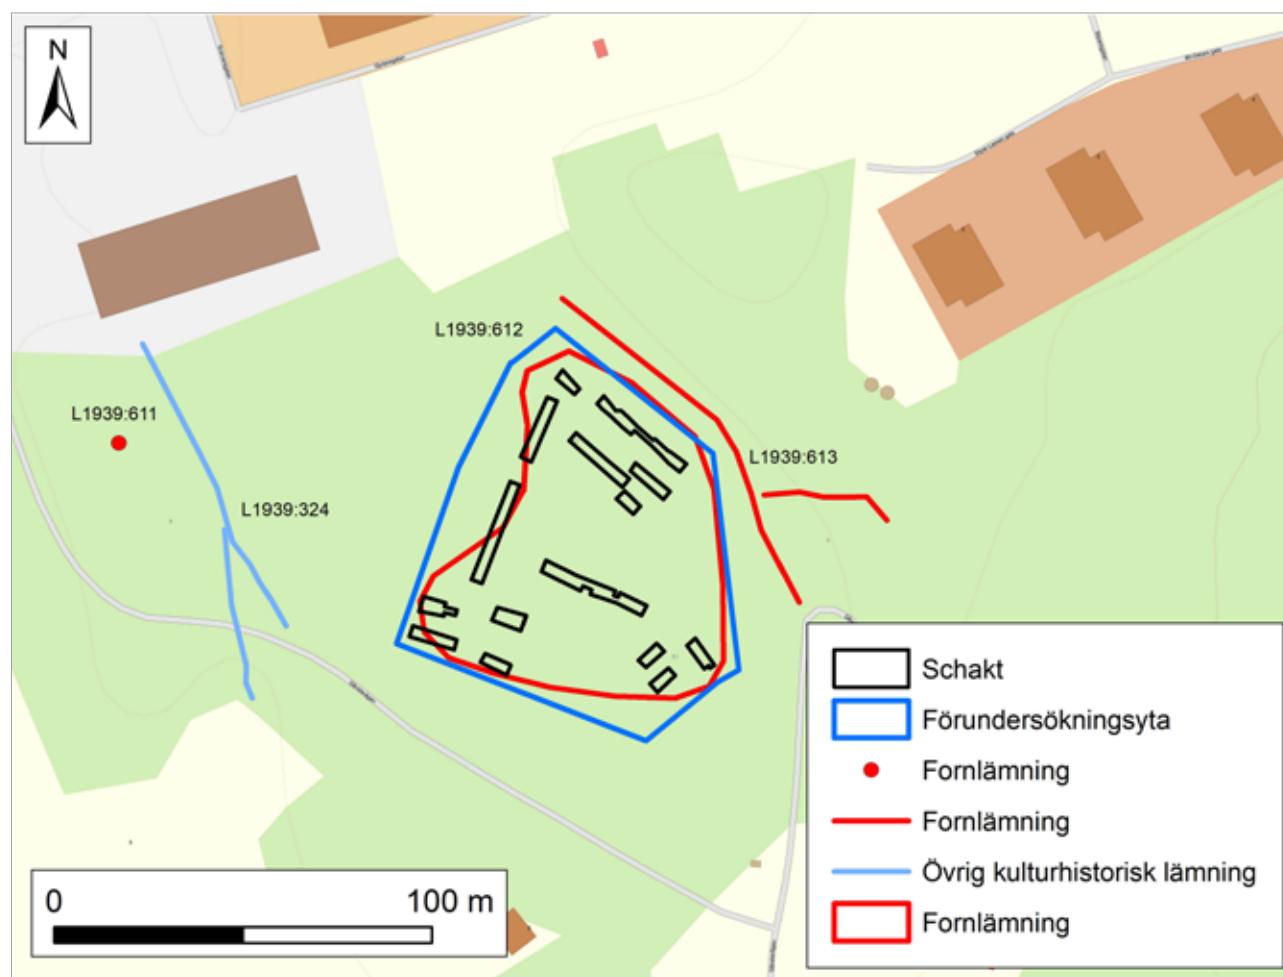 N
L1939:612
L1939:611
L1939:613
L1939:324
Schakt
Förundersökningsyta
Fornlämning
Fornlämning
Övrig kulturhistorisk lämning
Fornlämning
0 100 m